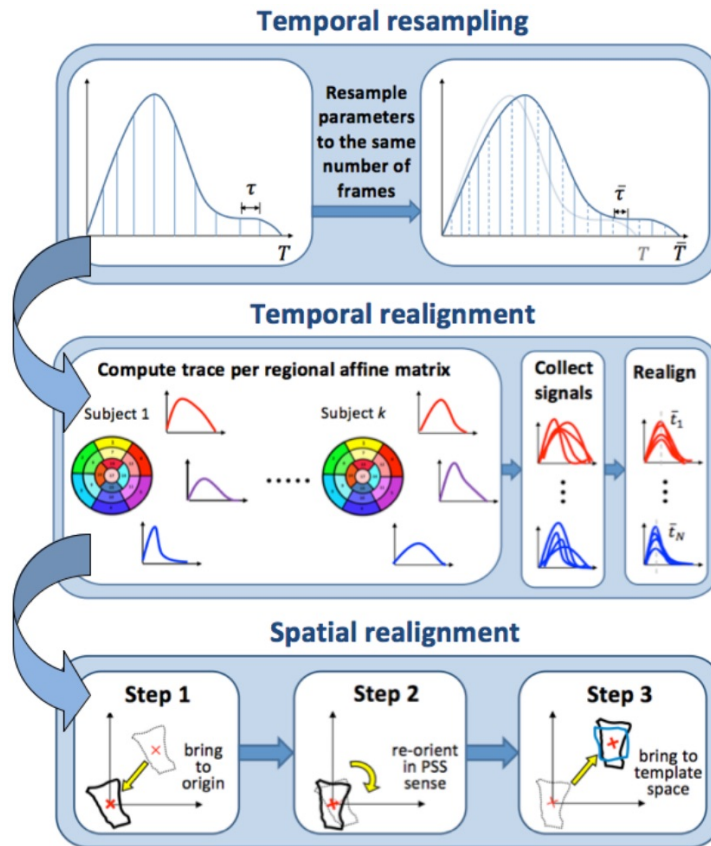 Temporal resampling
Resample
parameters
to the same
number of
frames
τ
T
τ̄
T
T̄
Temporal realignment
Compute trace per regional affine matrix
Subject 1
Subject k
.....
Collect
signals
Realign
t̄₁
t̄_N
Spatial realignment
Step 1
bring
to
origin
Step 2
re-orient
in PSS
sense
Step 3
bring to
template
space